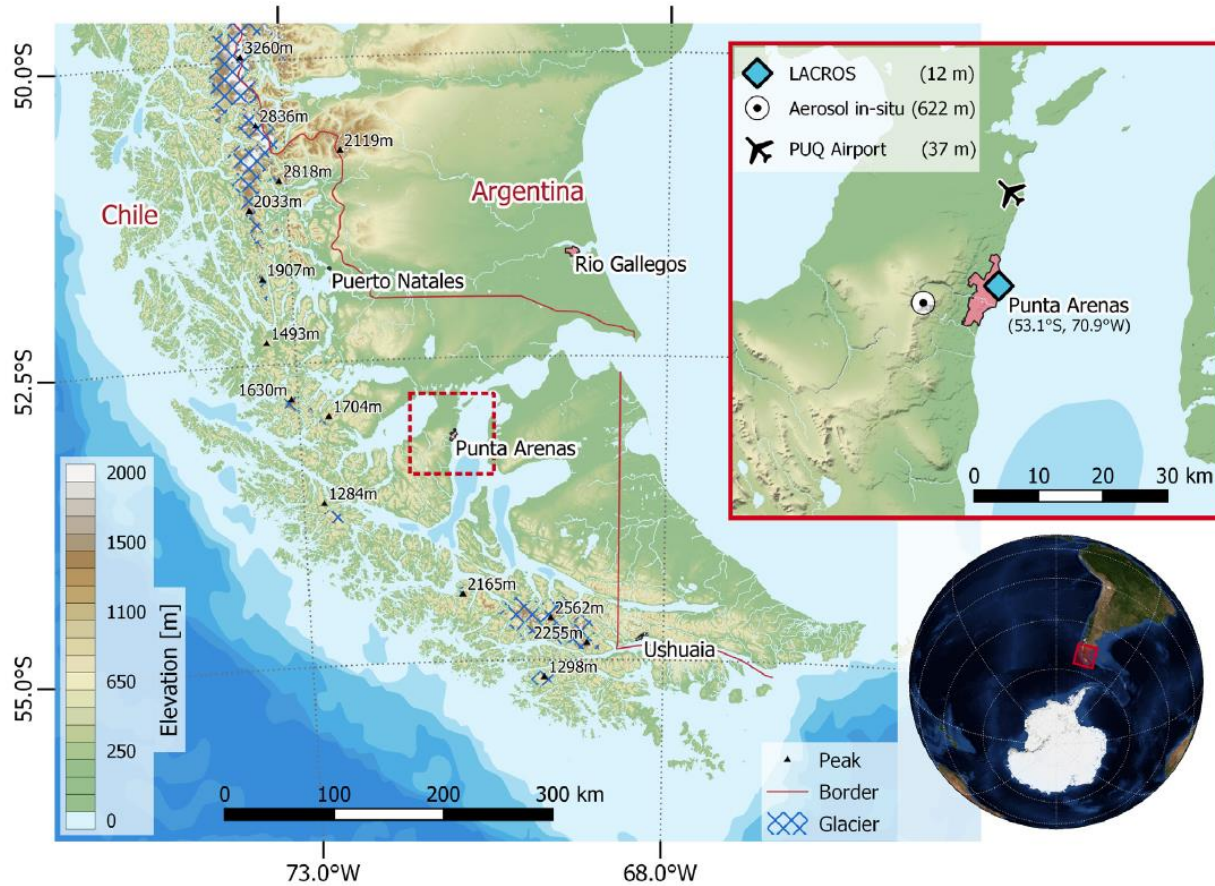 50.0°S
52.5°S
55.0°S
73.0°W
68.0°W
3260m
2836m
2119m
2818m
2033m
Chile
Argentina
Rio Gallegos
Puerto Natales
1907m
1493m
1630m
1704m
Punta Arenas
1284m
2165m
2562m
2255m
Ushuaia
1298m
2000
1500
1100
650
250
0
Elevation [m]
0 100 200 300 km
Peak
Border
Glacier
LACROS (12 m)
Aerosol in-situ (622 m)
PUQ Airport (37 m)
Punta Arenas
(53.1°S, 70.9°W)
0 10 20 30 km